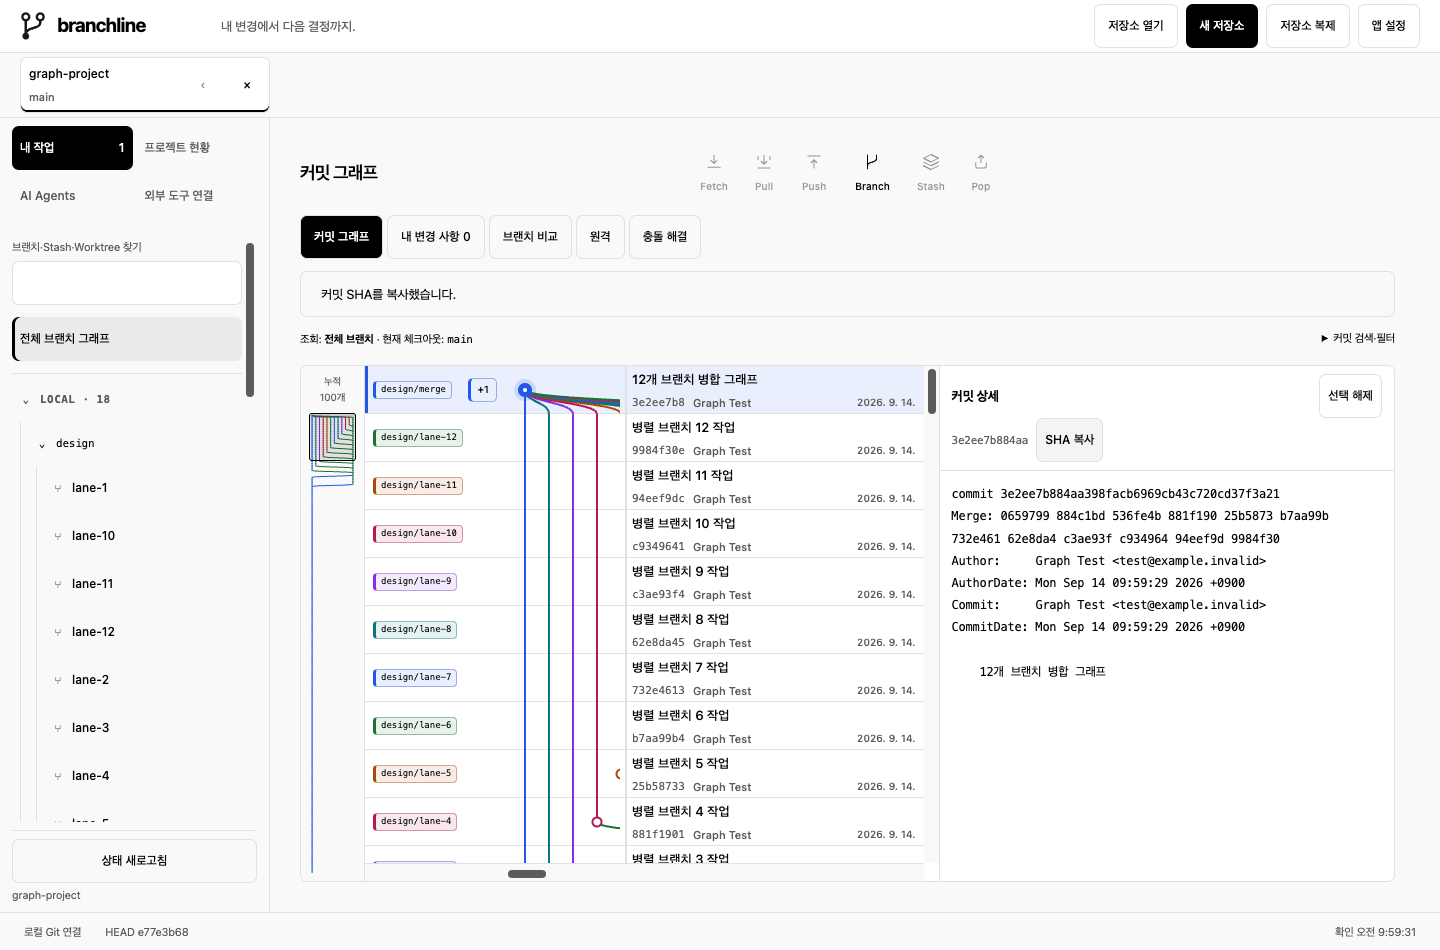 branchline
내 변경에서 다음 결정까지.
저장소 열기
새 저장소
저장소 복제
앱 설정
graph-project
main
내 작업 1
프로젝트 현황
AI Agents
외부 도구 연결
브랜치·Stash·Worktree 찾기
전체 브랜치 그래프
LOCAL · 18
design
lane-1
lane-10
lane-11
lane-12
lane-2
lane-3
lane-4
lane-5
상태 새로고침
graph-project
커밋 그래프
Fetch
Pull
Push
Branch
Stash
Pop
커밋 그래프
내 변경 사항 0
브랜치 비교
원격
충돌 해결
커밋 SHA를 복사했습니다.
조회: 전체 브랜치 · 현재 체크아웃: main
▶ 커밋 검색·필터
누적
100개
design/merge +1
12개 브랜치 병합 그래프
3e2ee7b8 Graph Test 2026. 9. 14.
design/lane-12
병렬 브랜치 12 작업
9984f30e Graph Test 2026. 9. 14.
design/lane-11
병렬 브랜치 11 작업
94eef9dc Graph Test 2026. 9. 14.
design/lane-10
병렬 브랜치 10 작업
c9349641 Graph Test 2026. 9. 14.
design/lane-9
병렬 브랜치 9 작업
c3ae93f4 Graph Test 2026. 9. 14.
design/lane-8
병렬 브랜치 8 작업
62e8da45 Graph Test 2026. 9. 14.
design/lane-7
병렬 브랜치 7 작업
732e4613 Graph Test 2026. 9. 14.
design/lane-6
병렬 브랜치 6 작업
b7aa99b4 Graph Test 2026. 9. 14.
design/lane-5
병렬 브랜치 5 작업
25b58733 Graph Test 2026. 9. 14.
design/lane-4
병렬 브랜치 4 작업
881f1901 Graph Test 2026. 9. 14.
병렬 브랜치 3 작업
커밋 상세
선택 해제
3e2ee7b884aa
SHA 복사
commit 3e2ee7b884aa398facb6969cb43c720cd37f3a21
Merge: 0659799 884c1bd 536fe4b 881f190 25b5873 b7aa99b
732e461 62e8da4 c3ae93f c934964 94eef9d 9984f30
Author: Graph Test <test@example.invalid>
AuthorDate: Mon Sep 14 09:59:29 2026 +0900
Commit: Graph Test <test@example.invalid>
CommitDate: Mon Sep 14 09:59:29 2026 +0900
12개 브랜치 병합 그래프
로컬 Git 연결
HEAD e77e3b68
확인 오전 9:59:31